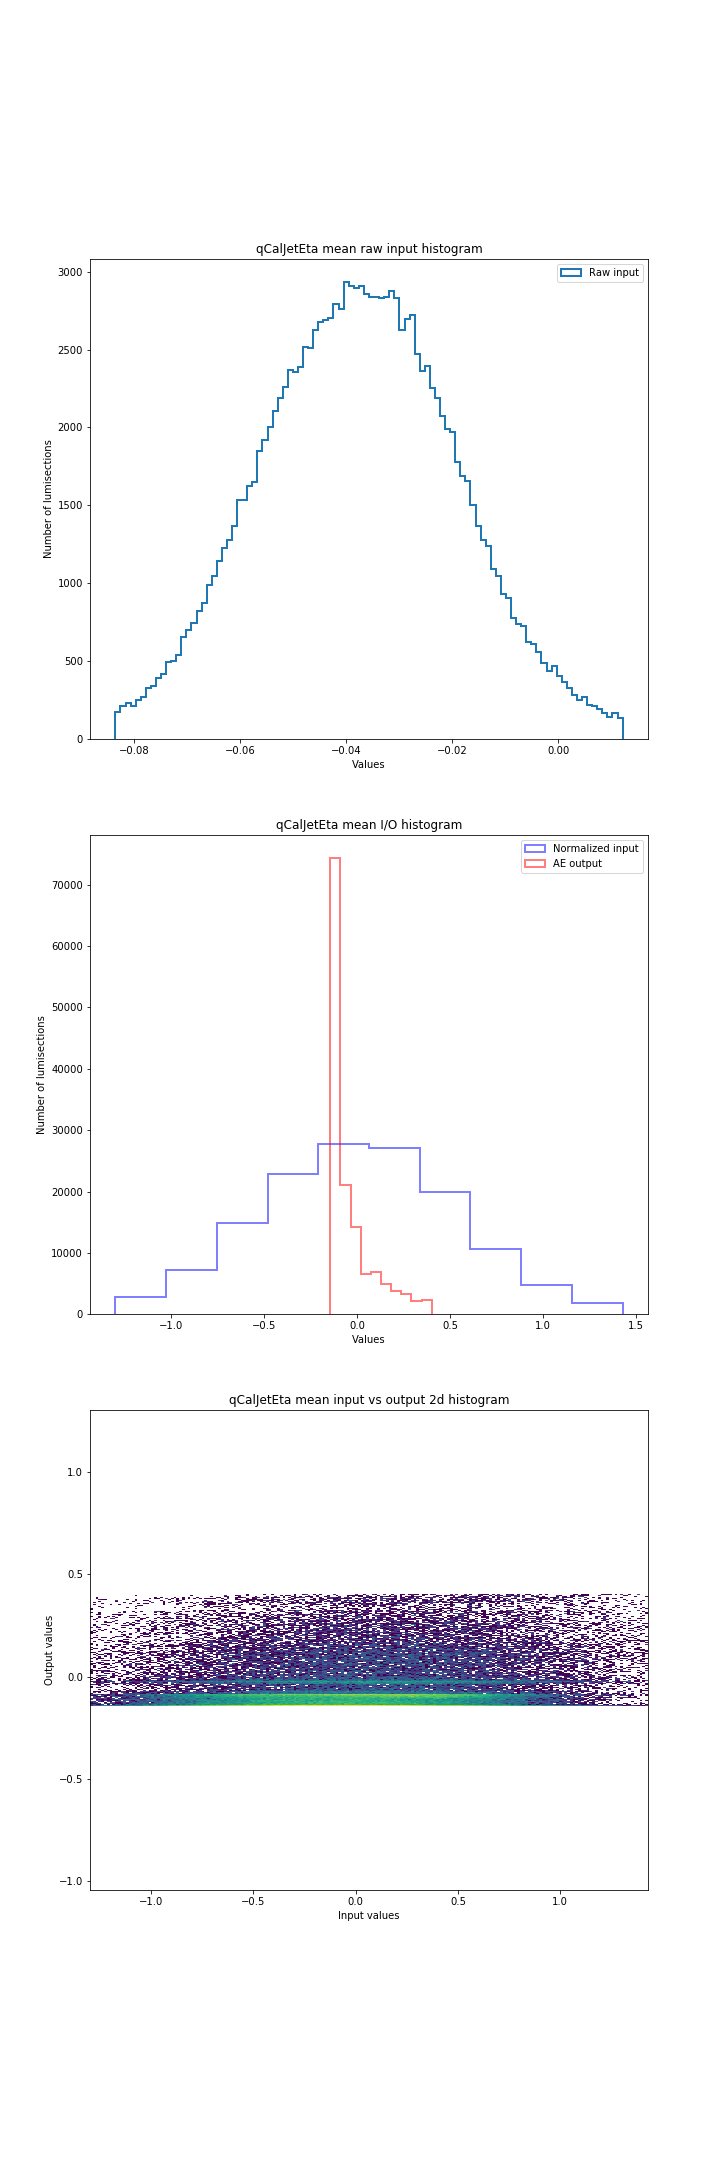 qCalJetEta mean raw input histogram
Raw input
3000
2500
2000
1500
1000
500
0
Number of lumisections
−0.08 −0.06 −0.04 −0.02 0.00
Values
qCalJetEta mean I/O histogram
Normalized input
AE output
70000
60000
50000
40000
30000
20000
10000
0
Number of lumisections
−1.0 −0.5 0.0 0.5 1.0 1.5
Values
qCalJetEta mean input vs output 2d histogram
1.0
0.5
0.0
−0.5
−1.0
Output values
−1.0 −0.5 0.0 0.5 1.0
Input values